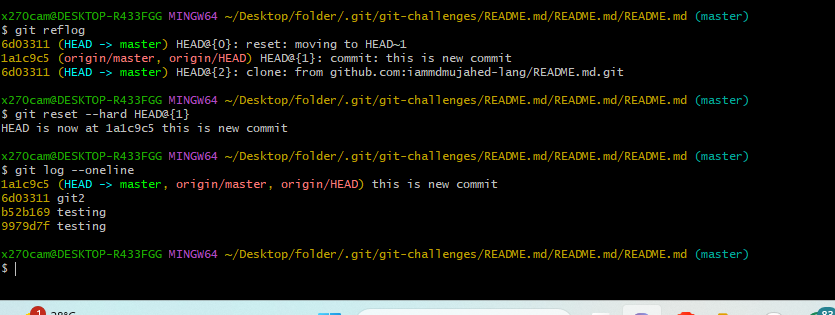 x270cam@DESKTOP-R433FGG MINGW64 ~/Desktop/folder/.git/git-challenges/README.md/README.md/README.md (master)
$ git reflog
6d03311 (HEAD -> master) HEAD@{0}: reset: moving to HEAD~1
1a1c9c5 (origin/master, origin/HEAD) HEAD@{1}: commit: this is new commit
6d03311 (HEAD -> master) HEAD@{2}: clone: from github.com:iammdmujahed-lang/README.md.git
x270cam@DESKTOP-R433FGG MINGW64 ~/Desktop/folder/.git/git-challenges/README.md/README.md/README.md (master)
$ git reset --hard HEAD@{1}
HEAD is now at 1a1c9c5 this is new commit
x270cam@DESKTOP-R433FGG MINGW64 ~/Desktop/folder/.git/git-challenges/README.md/README.md/README.md (master)
$ git log --oneline
1a1c9c5 (HEAD -> master, origin/master, origin/HEAD) this is new commit
6d03311 git2
b52b169 testing
9979d7f testing
x270cam@DESKTOP-R433FGG MINGW64 ~/Desktop/folder/.git/git-challenges/README.md/README.md/README.md (master)
$
1